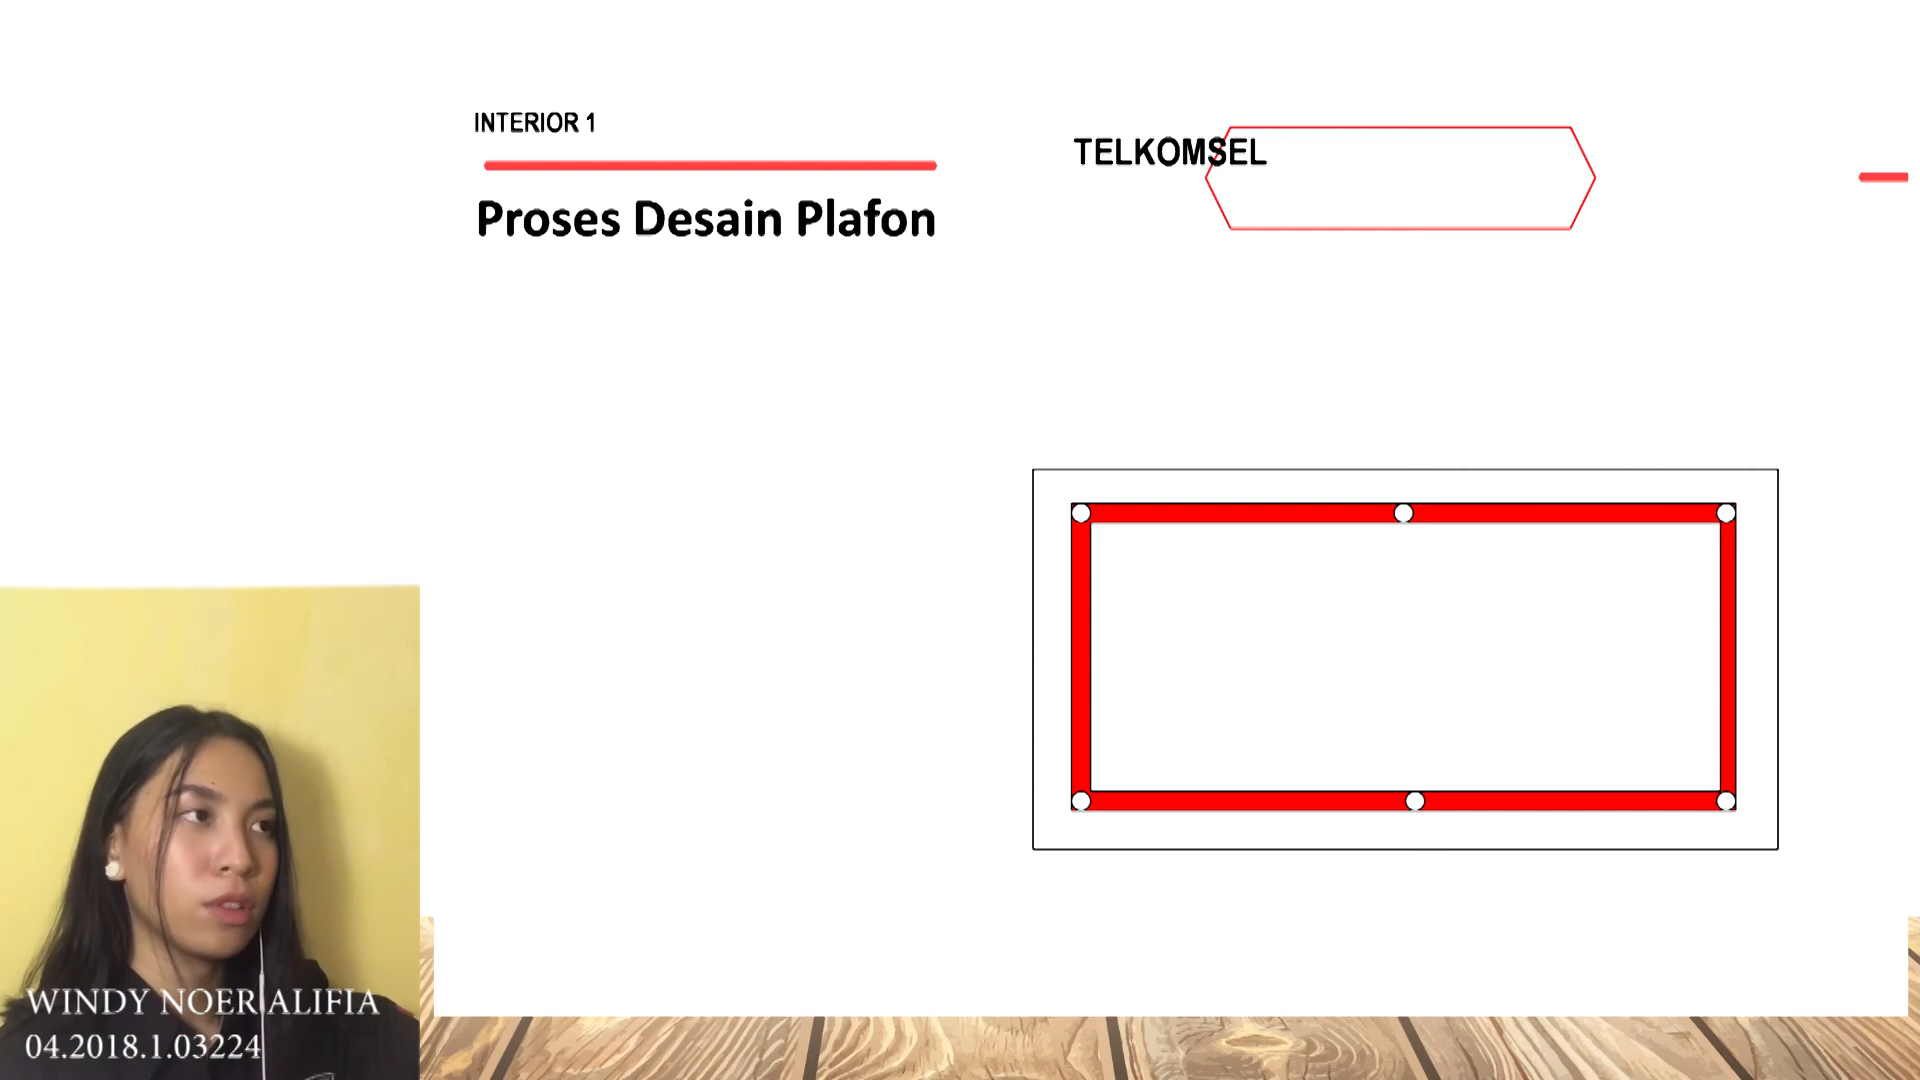 INTERIOR 1
Proses Desain Plafon
TELKOMSEL
WINDY NOER ALIFIA
04.2018.1.03224